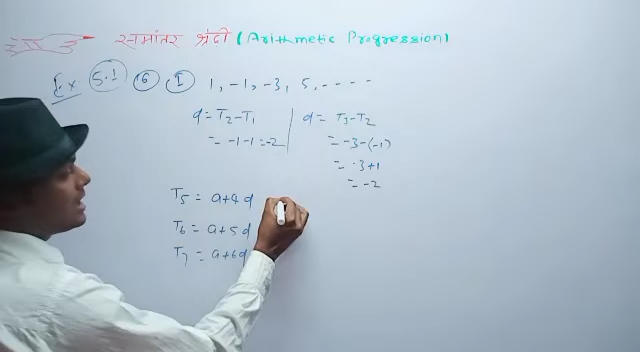 समांतर श्रेढी (Arithmetic Progression)
Ex 5.1 6 I 1, -1, -3, 5, - - - -
d = T2-T1
= -1-1 = -2
d = T3-T2
= -3-(-1)
= -3+1
= -2
T5 = a+4d
T6 = a+5d
T7 = a+6d